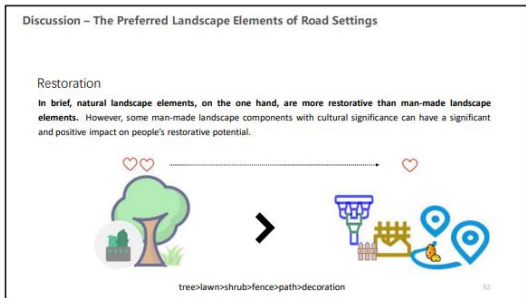 Discussion – The Preferred Landscape Elements of Road Settings
Restoration
In brief, natural landscape elements, on the one hand, are more restorative than man-made landscape
elements. However, some man-made landscape components with cultural significance can have a significant
and positive impact on people's restorative potential.
tree>lawn>shrub>fence>path>decoration
53